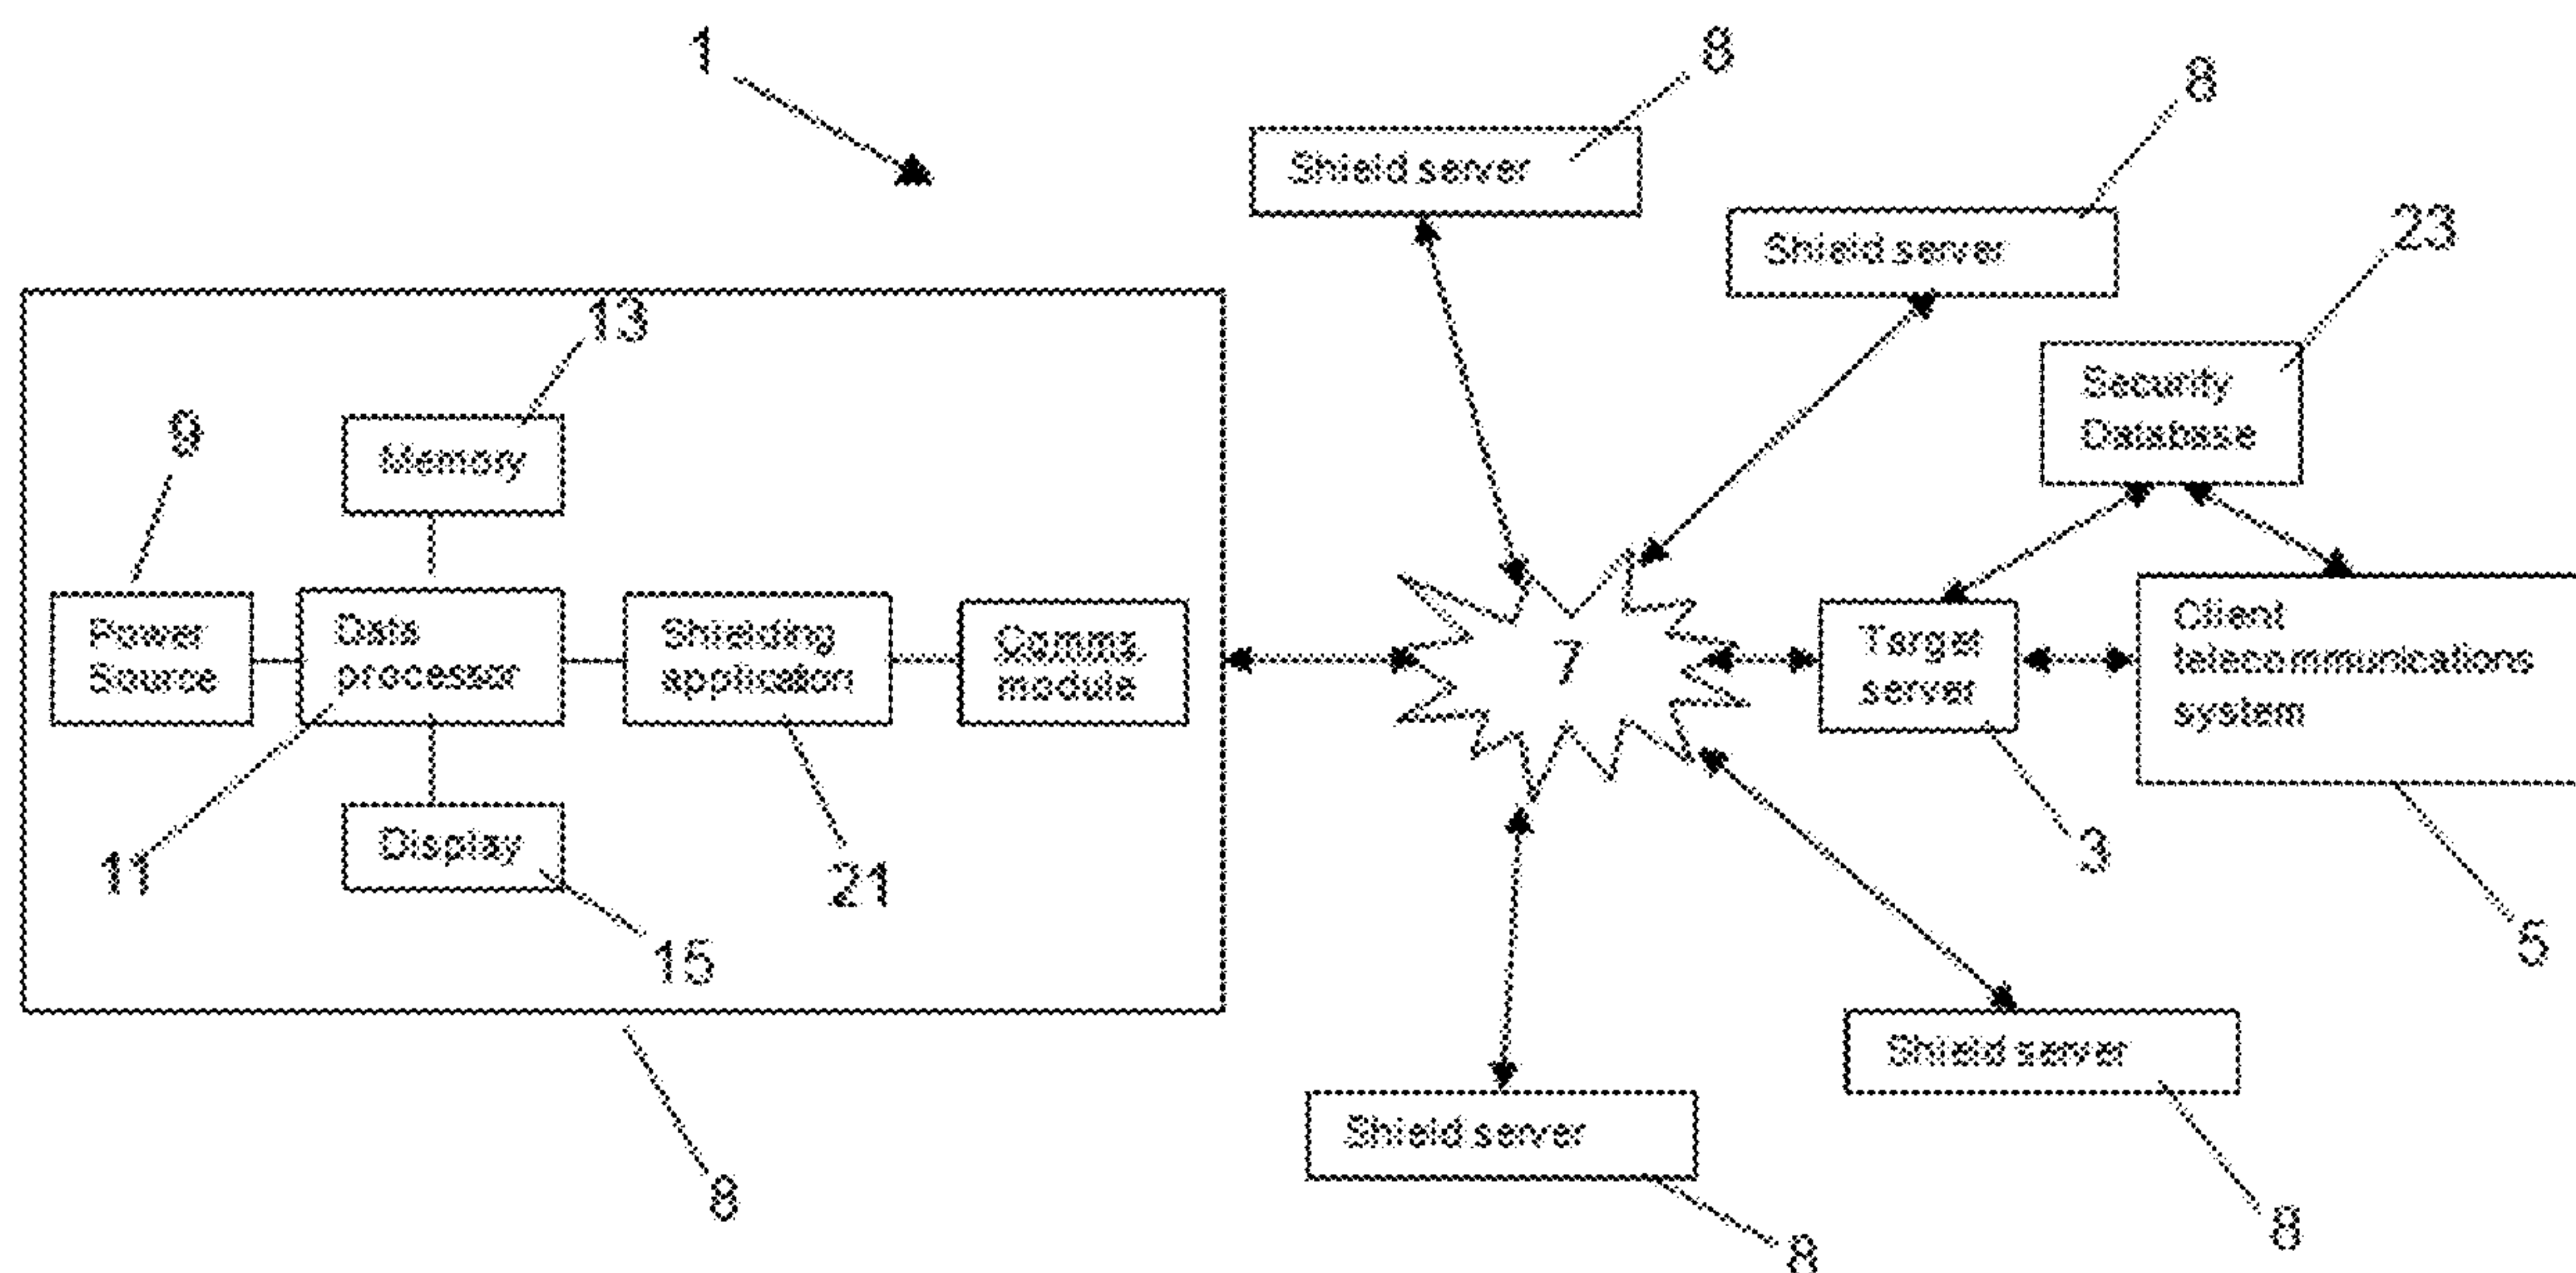 1
8
8
Shield server
Shield server
23
13
Security
Database
9
Memory
Power
Source
Data
processor
Shielding
application
Comms
module
7
Target
server
Client
telecommunications
system
11
Display
21
3
15
5
Shield server
Shield server
8
8
8